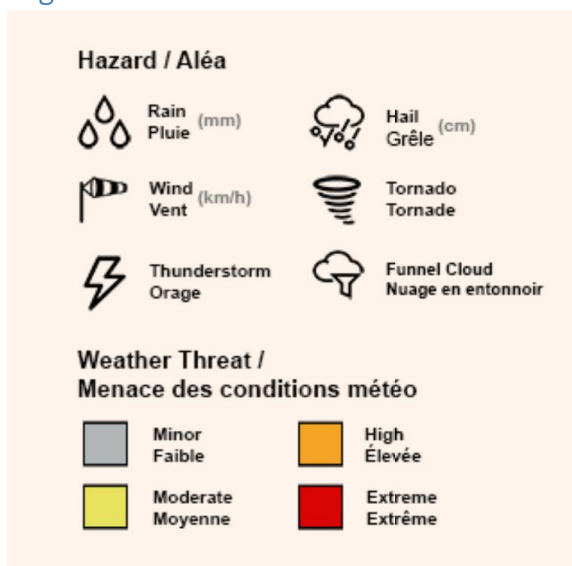 Hazard / Aléa
Rain
Pluie (mm)
Hail
Grêle (cm)
Wind
Vent (km/h)
Tornado
Tornade
Thunderstorm
Orage
Funnel Cloud
Nuage en entonnoir
Weather Threat /
Menace des conditions météo
Minor
Faible
High
Élevée
Moderate
Moyenne
Extreme
Extrême